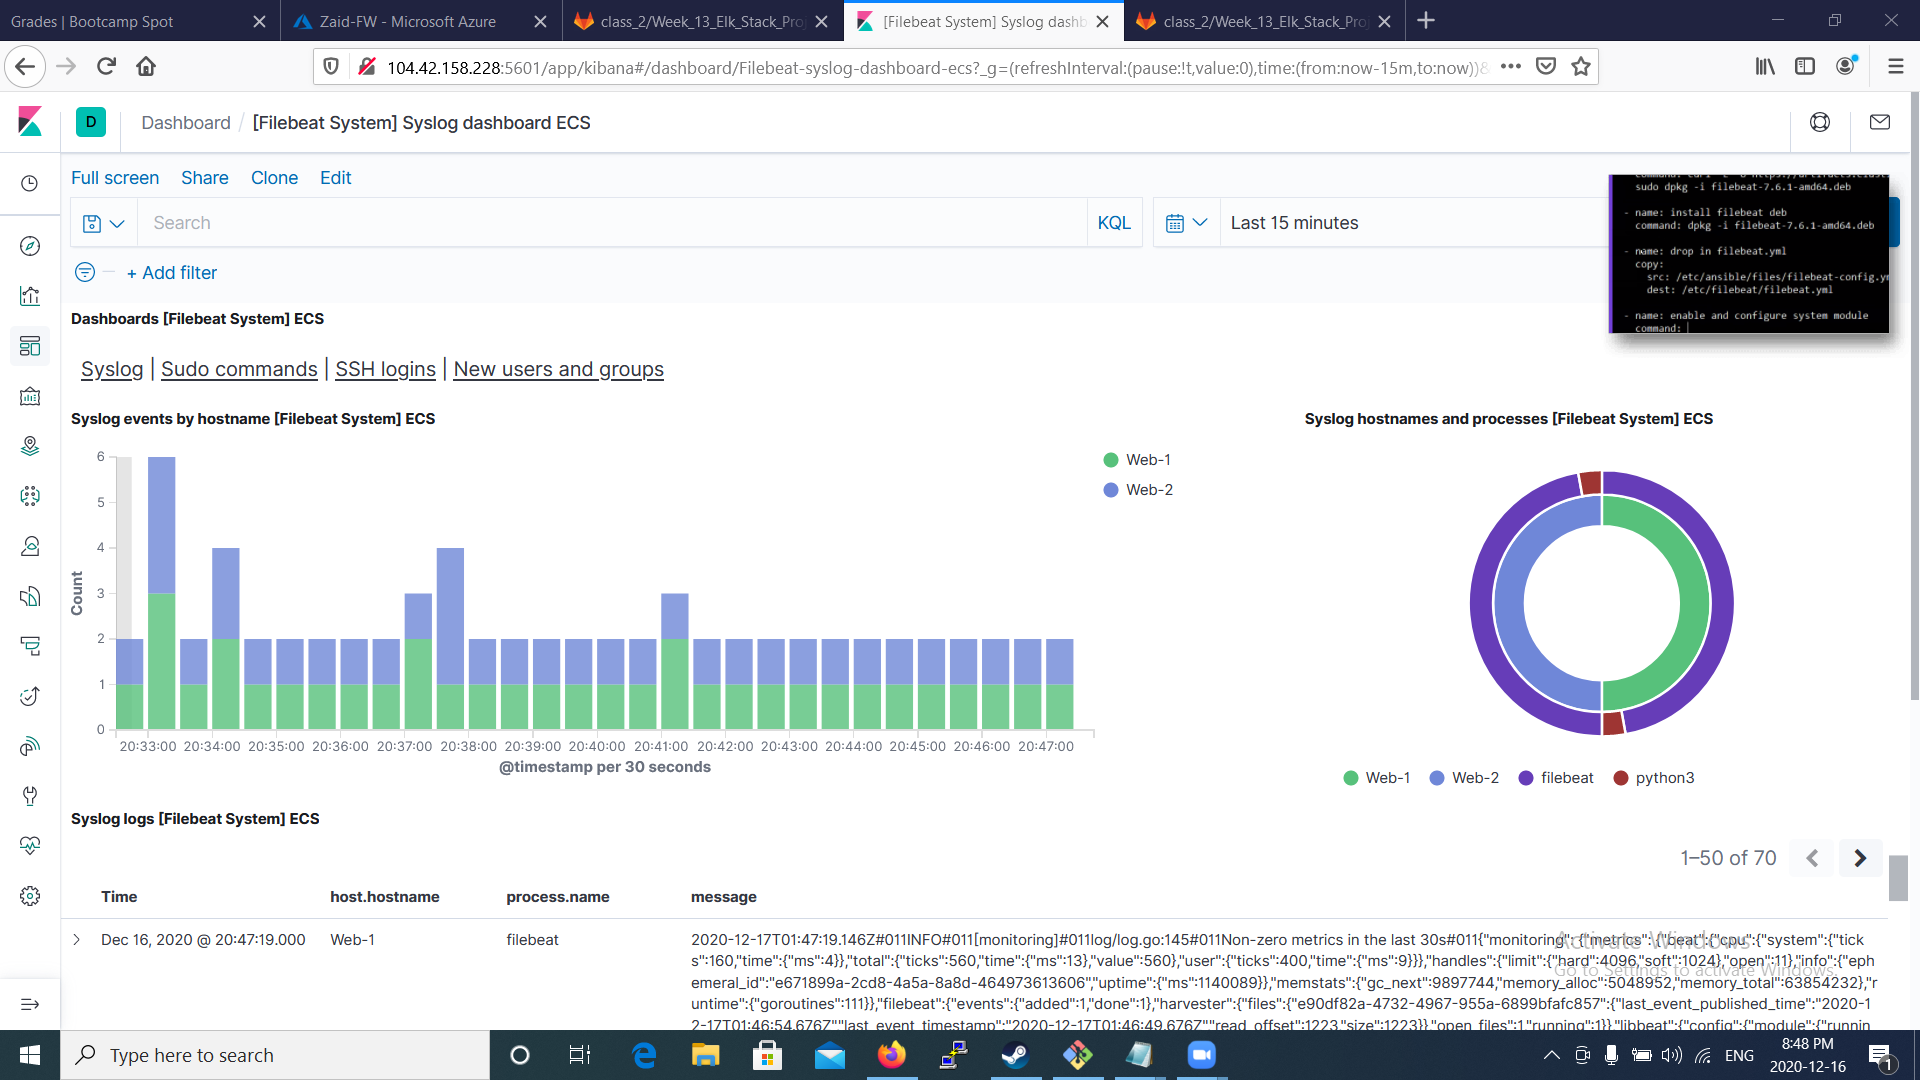 Grades | Bootcamp Spot
Zaid-FW - Microsoft Azure
class_2/Week_13_Elk_Stack_Proj
[Filebeat System] Syslog dashb
class_2/Week_13_Elk_Stack_Proj
104.42.158.228:5601/app/kibana#/dashboard/Filebeat-syslog-dashboard-ecs?_g=(refreshInterval:(pause:!t,value:0),time:(from:now-15m,to:now))&
D
Dashboard / [Filebeat System] Syslog dashboard ECS
Full screen Share Clone Edit
Search
KQL
Last 15 minutes
+ Add filter
sudo dpkg -i filebeat-7.6.1-amd64.deb
- name: install filebeat deb
command: dpkg -i filebeat-7.6.1-amd64.deb
- name: drop in filebeat.yml
copy:
src: /etc/ansible/files/filebeat-config.ym
dest: /etc/filebeat/filebeat.yml
- name: enable and configure system module
command:
Dashboards [Filebeat System] ECS
Syslog | Sudo commands | SSH logins | New users and groups
Syslog events by hostname [Filebeat System] ECS
6
5
4
3
2
1
0
Count
20:33:00 20:34:00 20:35:00 20:36:00 20:37:00 20:38:00 20:39:00 20:40:00 20:41:00 20:42:00 20:43:00 20:44:00 20:45:00 20:46:00 20:47:00
@timestamp per 30 seconds
Web-1
Web-2
Syslog hostnames and processes [Filebeat System] ECS
Web-1 Web-2 filebeat python3
Syslog logs [Filebeat System] ECS
1–50 of 70
Time host.hostname process.name message
Dec 16, 2020 @ 20:47:19.000 Web-1 filebeat
2020-12-17T01:47:19.146Z#011INFO#011[monitoring]#011log/log.go:145#011Non-zero metrics in the last 30s#011{"monitoring": {"metrics": {"beat":{"cpu":{"system":{"tick
s":160,"time":{"ms":4}},"total":{"ticks":560,"time":{"ms":13},"value":560},"user":{"ticks":400,"time":{"ms":9}}},"handles":{"limit":{"hard":4096,"soft":1024},"open":11},"info":{"eph
emeral_id":"e671899a-2cd8-4a5a-8a8d-464973613606","uptime":{"ms":1140089}},"memstats":{"gc_next":9897744,"memory_alloc":5048952,"memory_total":63854232},"r
untime":{"goroutines":111}},"filebeat":{"events":{"added":1,"done":1},"harvester":{"files":{"e90df82a-4732-4967-955a-6899bfafc857":{"last_event_published_time":"2020-1
2-17T01:46:54.676Z","last_event_timestamp":"2020-12-17T01:46:49.676Z","read_offset":1223,"size":1223}},"open_files":1,"running":1}},"libbeat":{"config":{"module":{"runnin
Activate Windows
Go to Settings to activate Windows.
Type here to search
ENG
8:48 PM
2020-12-16
1